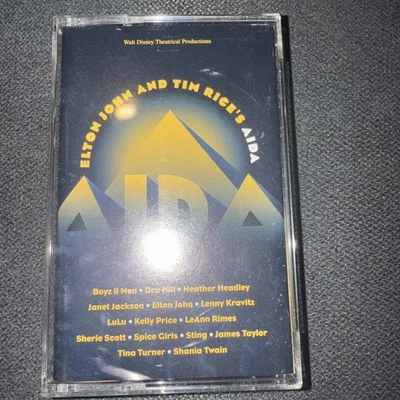 Walt Disney Theatrical Productions
ELTON JOHN AND TIM RICE'S AIDA
AIDA
Boyz II Men • Dru Hill • Heather Headley
Janet Jackson • Elton John • Lenny Kravitz
LuLu • Kelly Price • LeAnn Rimes
Sherie Scott • Spice Girls • Sting • James Taylor
Tina Turner • Shania Twain